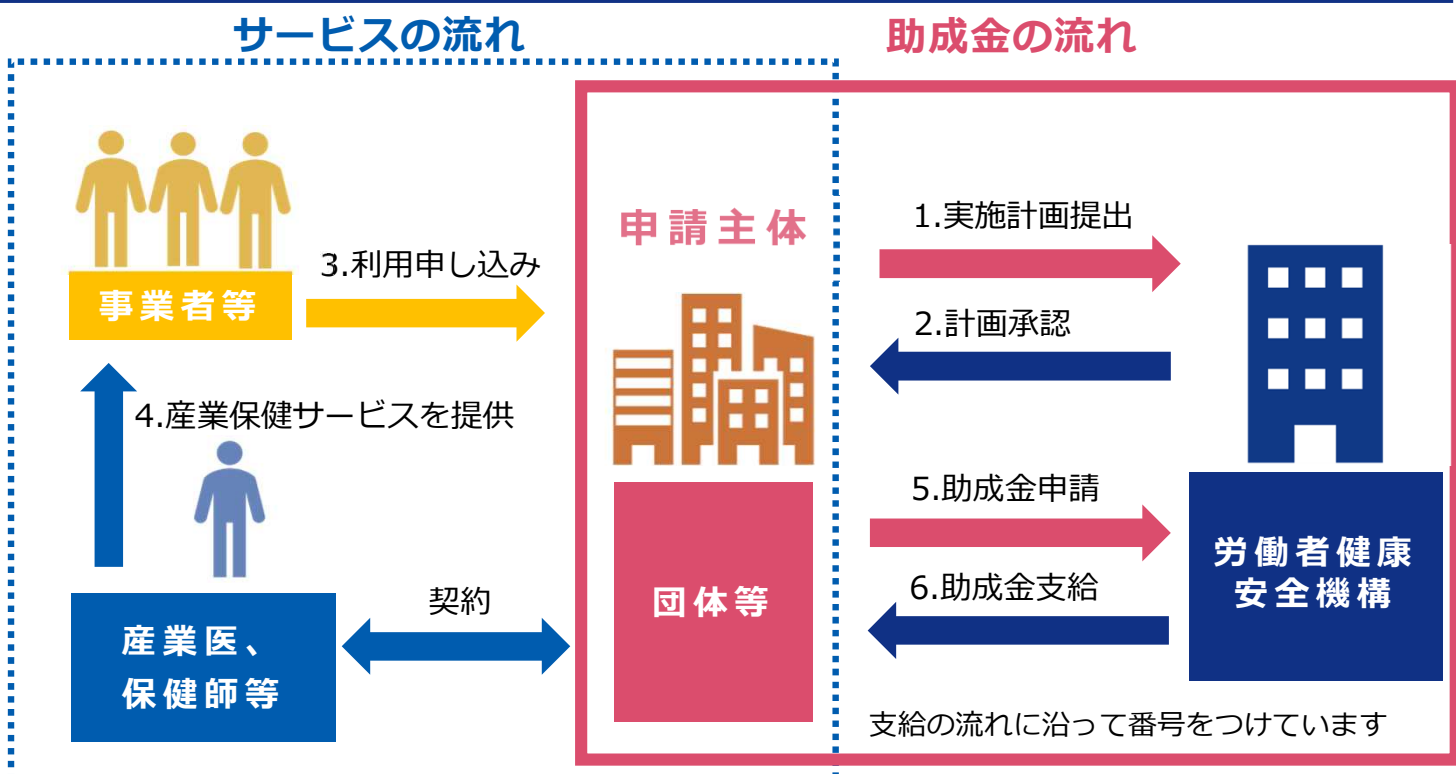 サービスの流れ
助成金の流れ
申請主体
1.実施計画提出
3.利用申し込み
事業者等
2.計画承認
4.産業保健サービスを提供
5.助成金申請
労働者健康
安全機構
契約
団体等
6.助成金支給
産業医、
保健師等
支給の流れに沿って番号をつけています